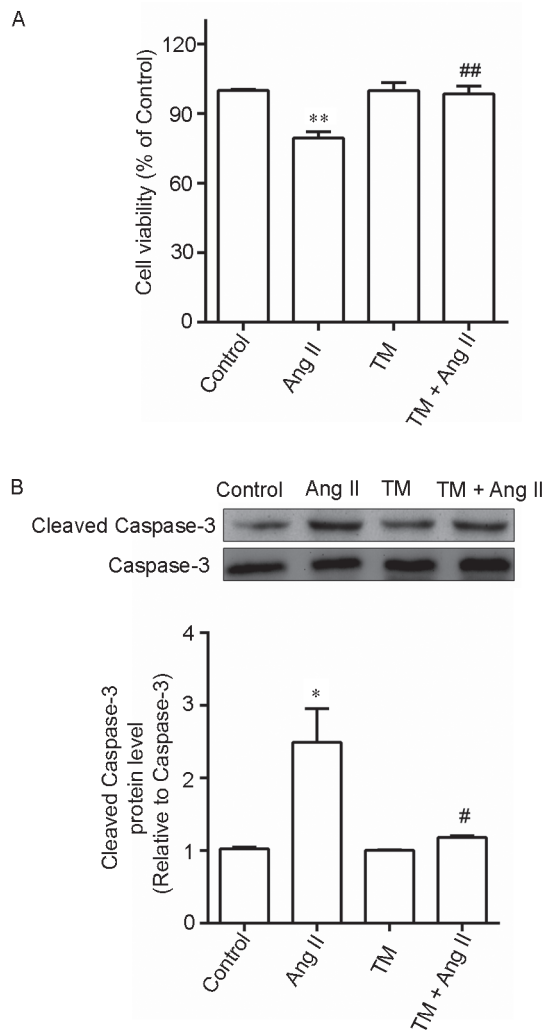 A
Cell viability (% of Control)
120
90
60
30
0
**
##
Control
Ang II
TM
TM + Ang II
B
Control Ang II TM TM + Ang II
Cleaved Caspase-3
Caspase-3
Cleaved Caspase-3
protein level
(Relative to Caspase-3)
4
3
2
1
0
*
#
Control
Ang II
TM
TM + Ang II